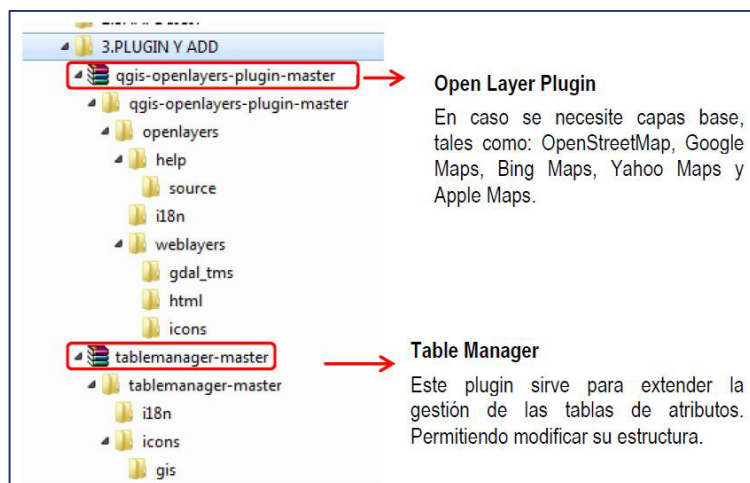 3.PLUGIN Y ADD
qgis-openlayers-plugin-master
qgis-openlayers-plugin-master
openlayers
help
source
i18n
weblayers
gdal_tms
html
icons
tablemanager-master
tablemanager-master
i18n
icons
gis
Open Layer Plugin
En caso se necesite capas base,
tales como: OpenStreetMap, Google
Maps, Bing Maps, Yahoo Maps y
Apple Maps.
Table Manager
Este plugin sirve para extender la
gestión de las tablas de atributos.
Permitiendo modificar su estructura.